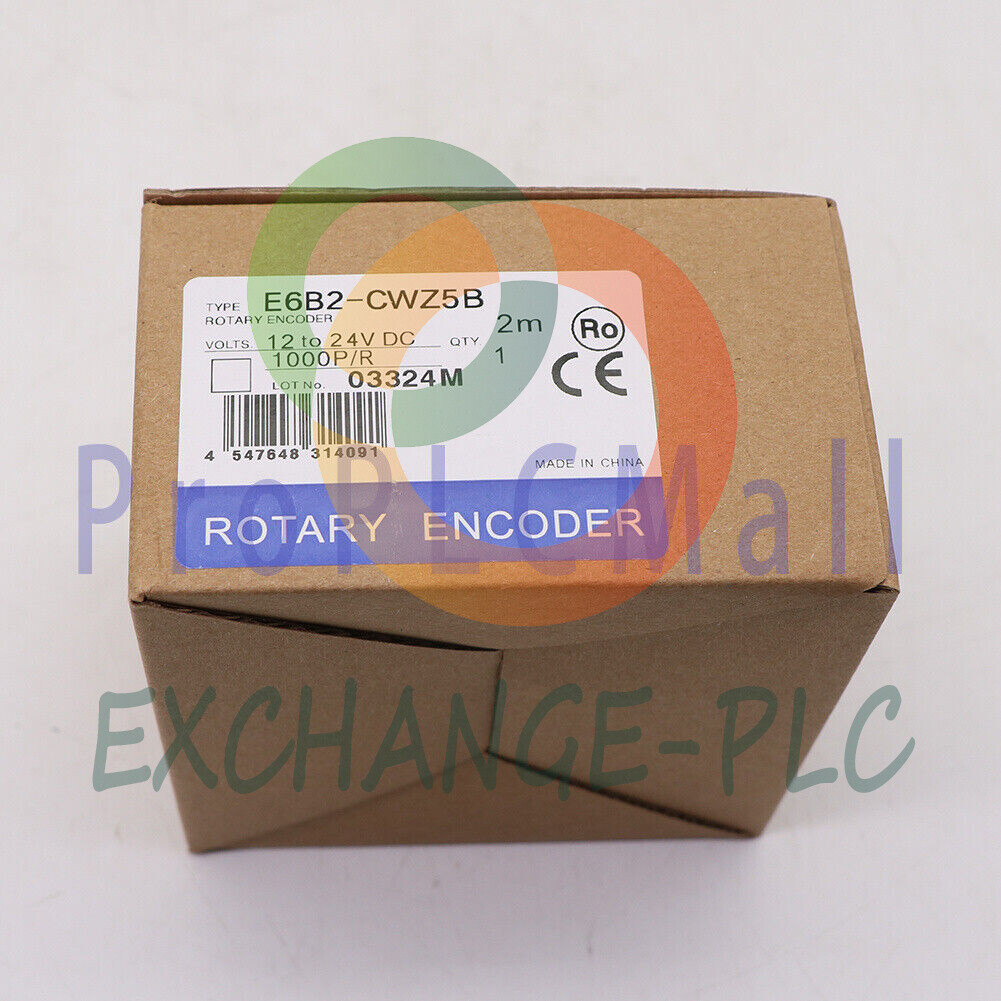 TYPE E6B2-CWZ5B
ROTARY ENCODER 2m Ro
VOLTS. 12 to 24V DC QTY. 1
1000P/R CE
LOT No. 03324M
4 547648 314091
MADE IN CHINA
ROTARY ENCODER
ProPLCMall
EXCHANGE-PLC